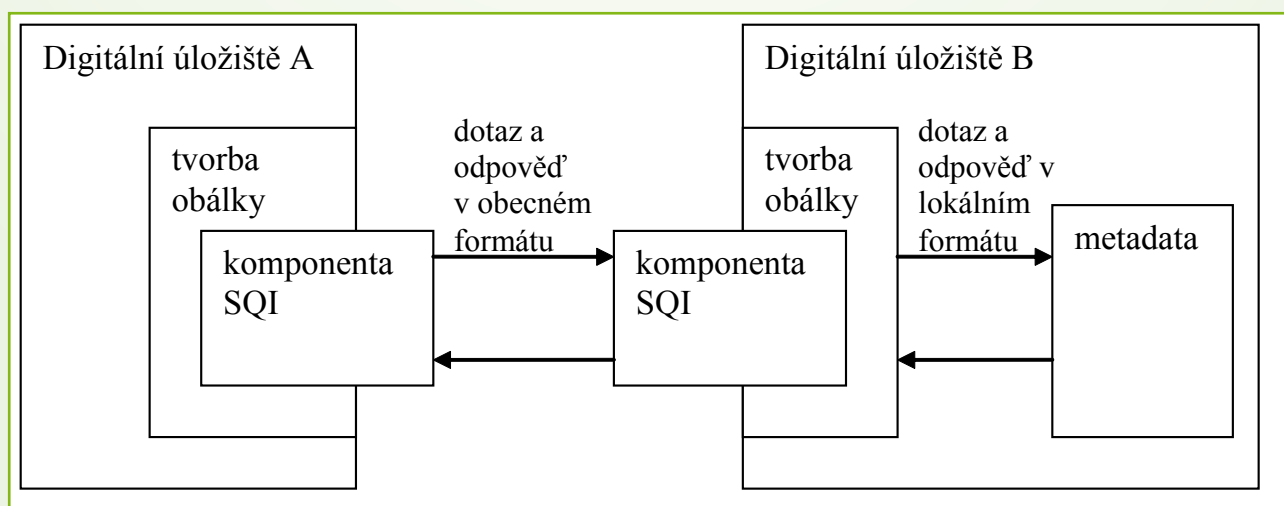 Digitální úložiště A
tvorba
obálky
komponenta
SQI
dotaz a
odpověď
v obecném
formátu
Digitální úložiště B
tvorba
obálky
komponenta
SQI
dotaz a
odpověď v
lokálním
formátu
metadata